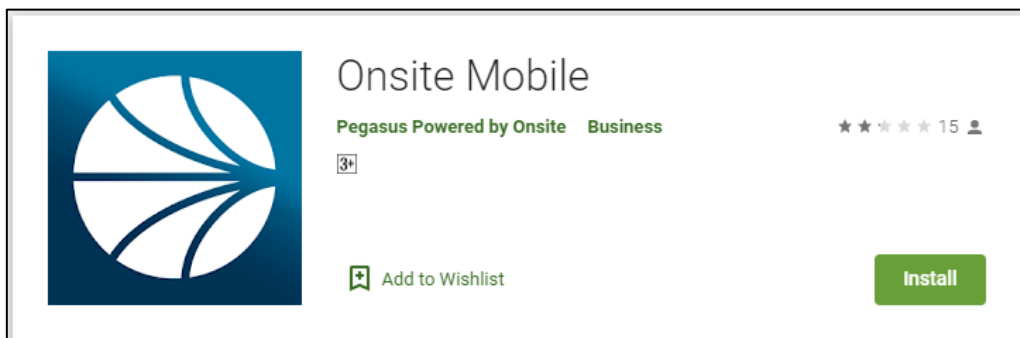 Onsite Mobile
Pegasus Powered by Onsite Business
15
3+
Add to Wishlist
Install